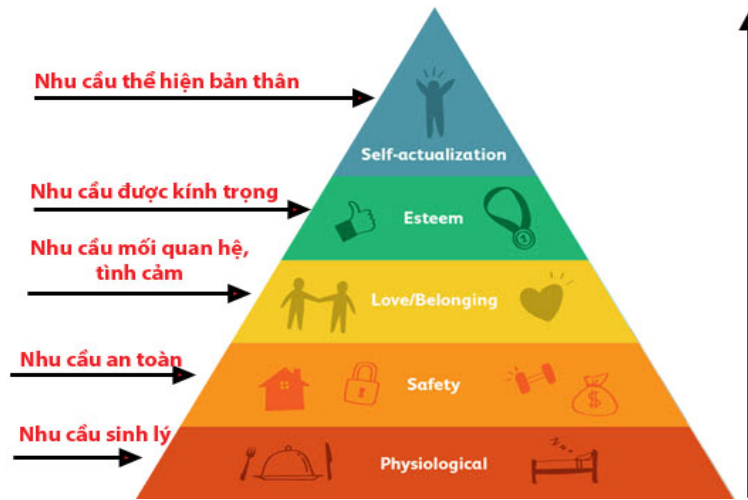 Nhu cầu thể hiện bản thân
Self-actualization
Nhu cầu được kính trọng
Esteem
Nhu cầu mối quan hệ,
tình cảm
Love/Belonging
Nhu cầu an toàn
Safety
Nhu cầu sinh lý
Physiological